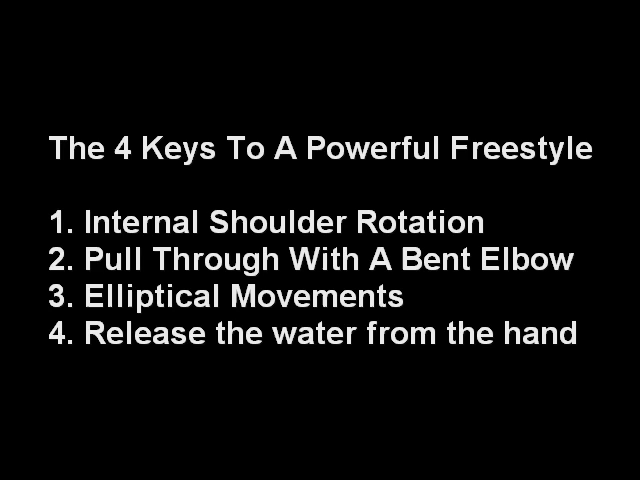 The 4 Keys To A Powerful Freestyle
1. Internal Shoulder Rotation
2. Pull Through With A Bent Elbow
3. Elliptical Movements
4. Release the water from the hand